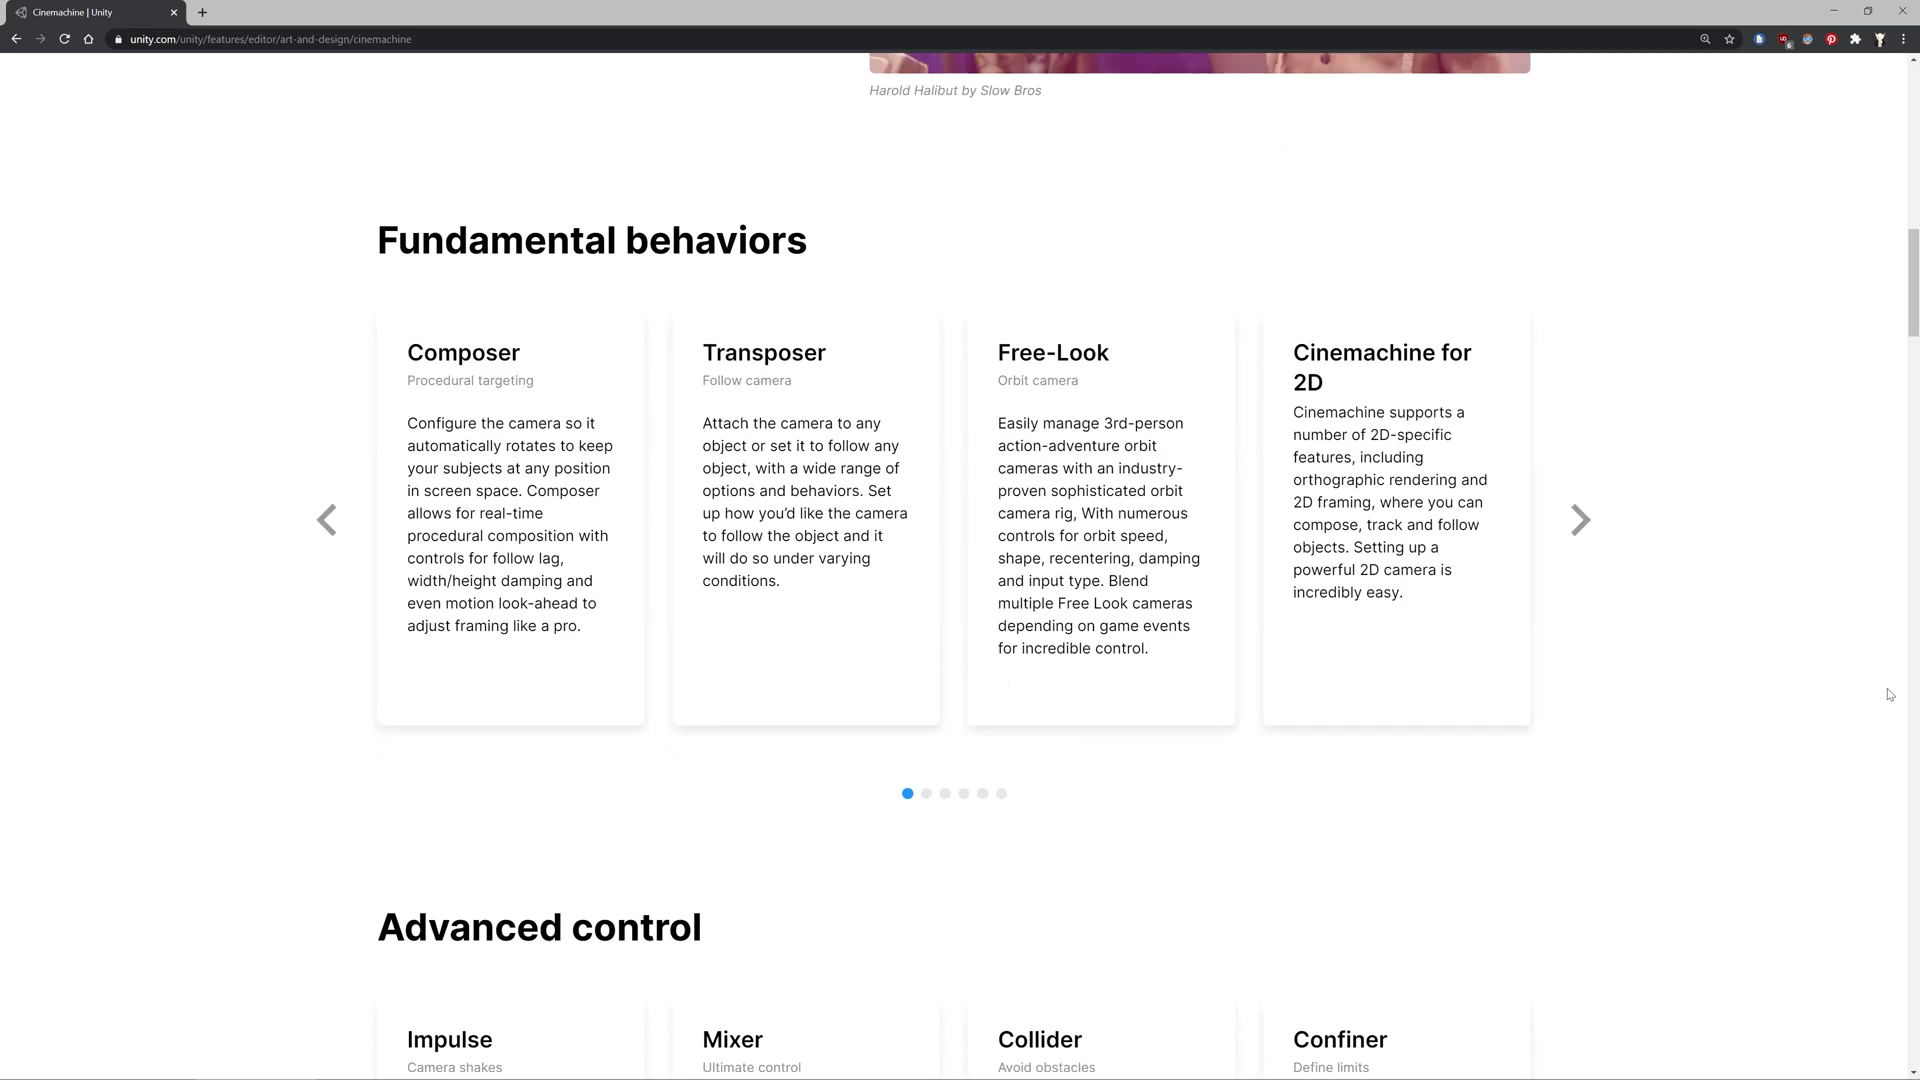 Cinemachine | Unity
unity.com/unity/features/editor/art-and-design/cinemachine
6
Harold Halibut by Slow Bros
Fundamental behaviors
Composer
Procedural targeting
Configure the camera so it
automatically rotates to keep
your subjects at any position
in screen space. Composer
allows for real-time
procedural composition with
controls for follow lag,
width/height damping and
even motion look-ahead to
adjust framing like a pro.
Transposer
Follow camera
Attach the camera to any
object or set it to follow any
object, with a wide range of
options and behaviors. Set
up how you’d like the camera
to follow the object and it
will do so under varying
conditions.
Free-Look
Orbit camera
Easily manage 3rd-person
action-adventure orbit
cameras with an industry-
proven sophisticated orbit
camera rig, With numerous
controls for orbit speed,
shape, recentering, damping
and input type. Blend
multiple Free Look cameras
depending on game events
for incredible control.
Cinemachine for
2D
Cinemachine supports a
number of 2D-specific
features, including
orthographic rendering and
2D framing, where you can
compose, track and follow
objects. Setting up a
powerful 2D camera is
incredibly easy.
Advanced control
Impulse
Camera shakes
Mixer
Ultimate control
Collider
Avoid obstacles
Confiner
Define limits